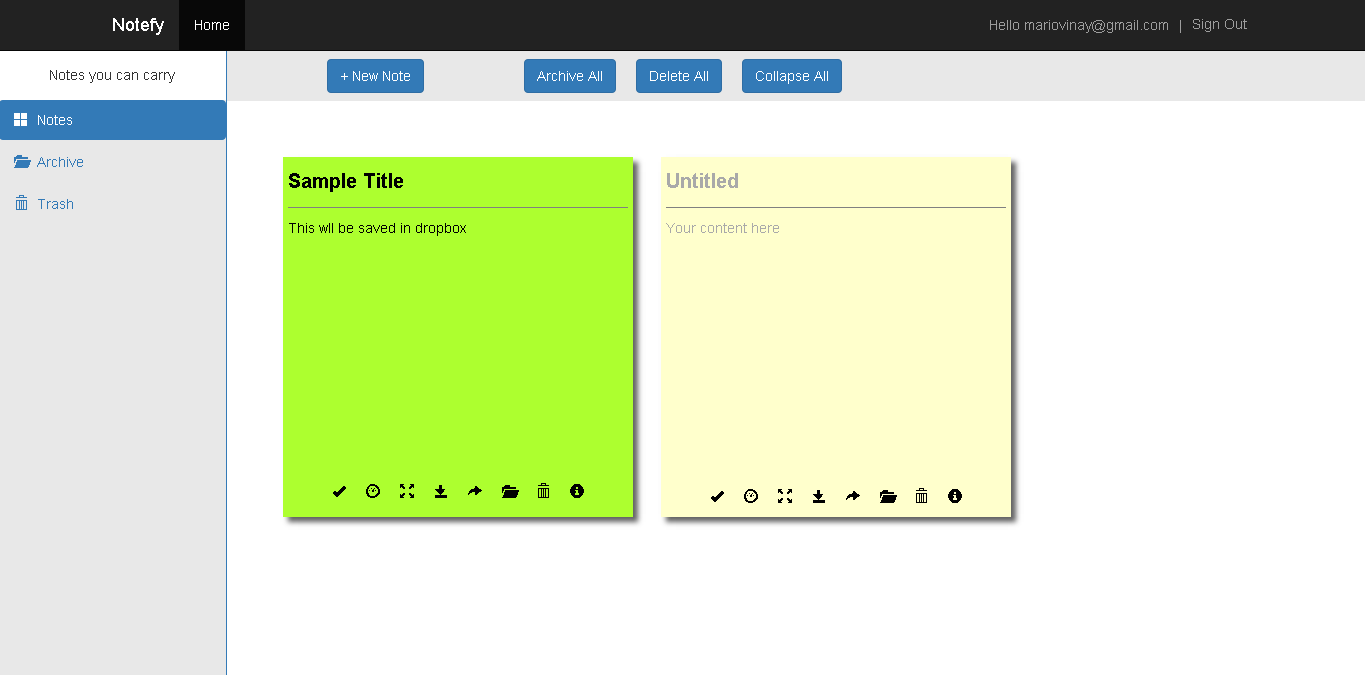 Notefy Home Hello mariovinay@gmail.com | Sign Out
Notes you can carry
+ New Note Archive All Delete All Collapse All
Notes
Archive
Trash
Sample Title
This wll be saved in dropbox
Untitled
Your content here